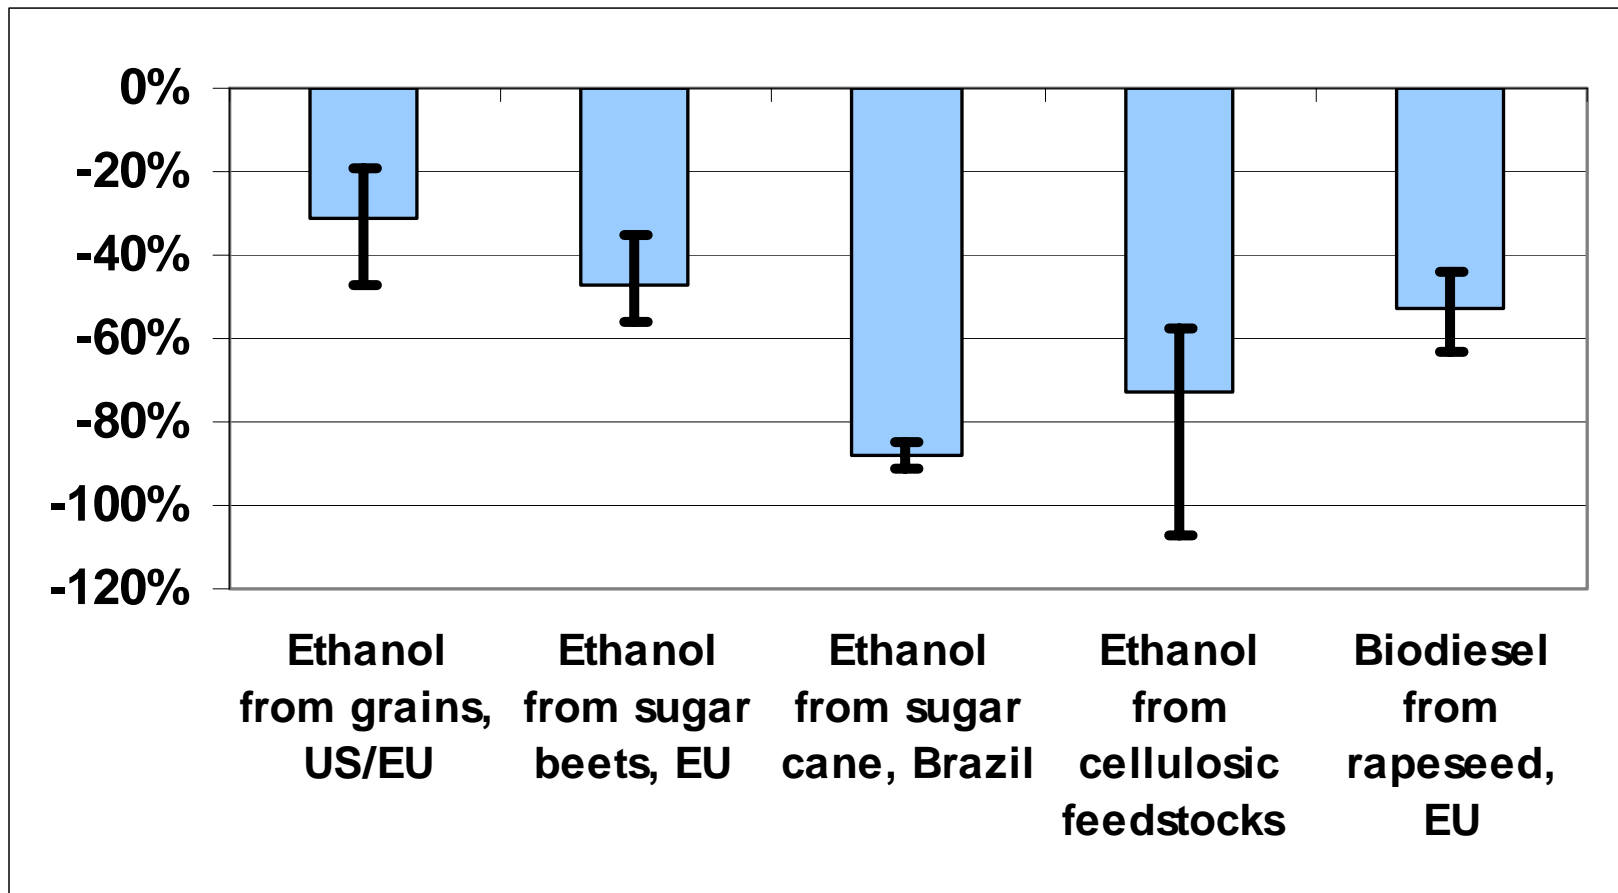 0%
-20%
-40%
-60%
-80%
-100%
-120%
Ethanol
from grains,
US/EU
Ethanol
from sugar
beets, EU
Ethanol
from sugar
cane, Brazil
Ethanol
from
cellulosic
feedstocks
Biodiesel
from
rapeseed,
EU